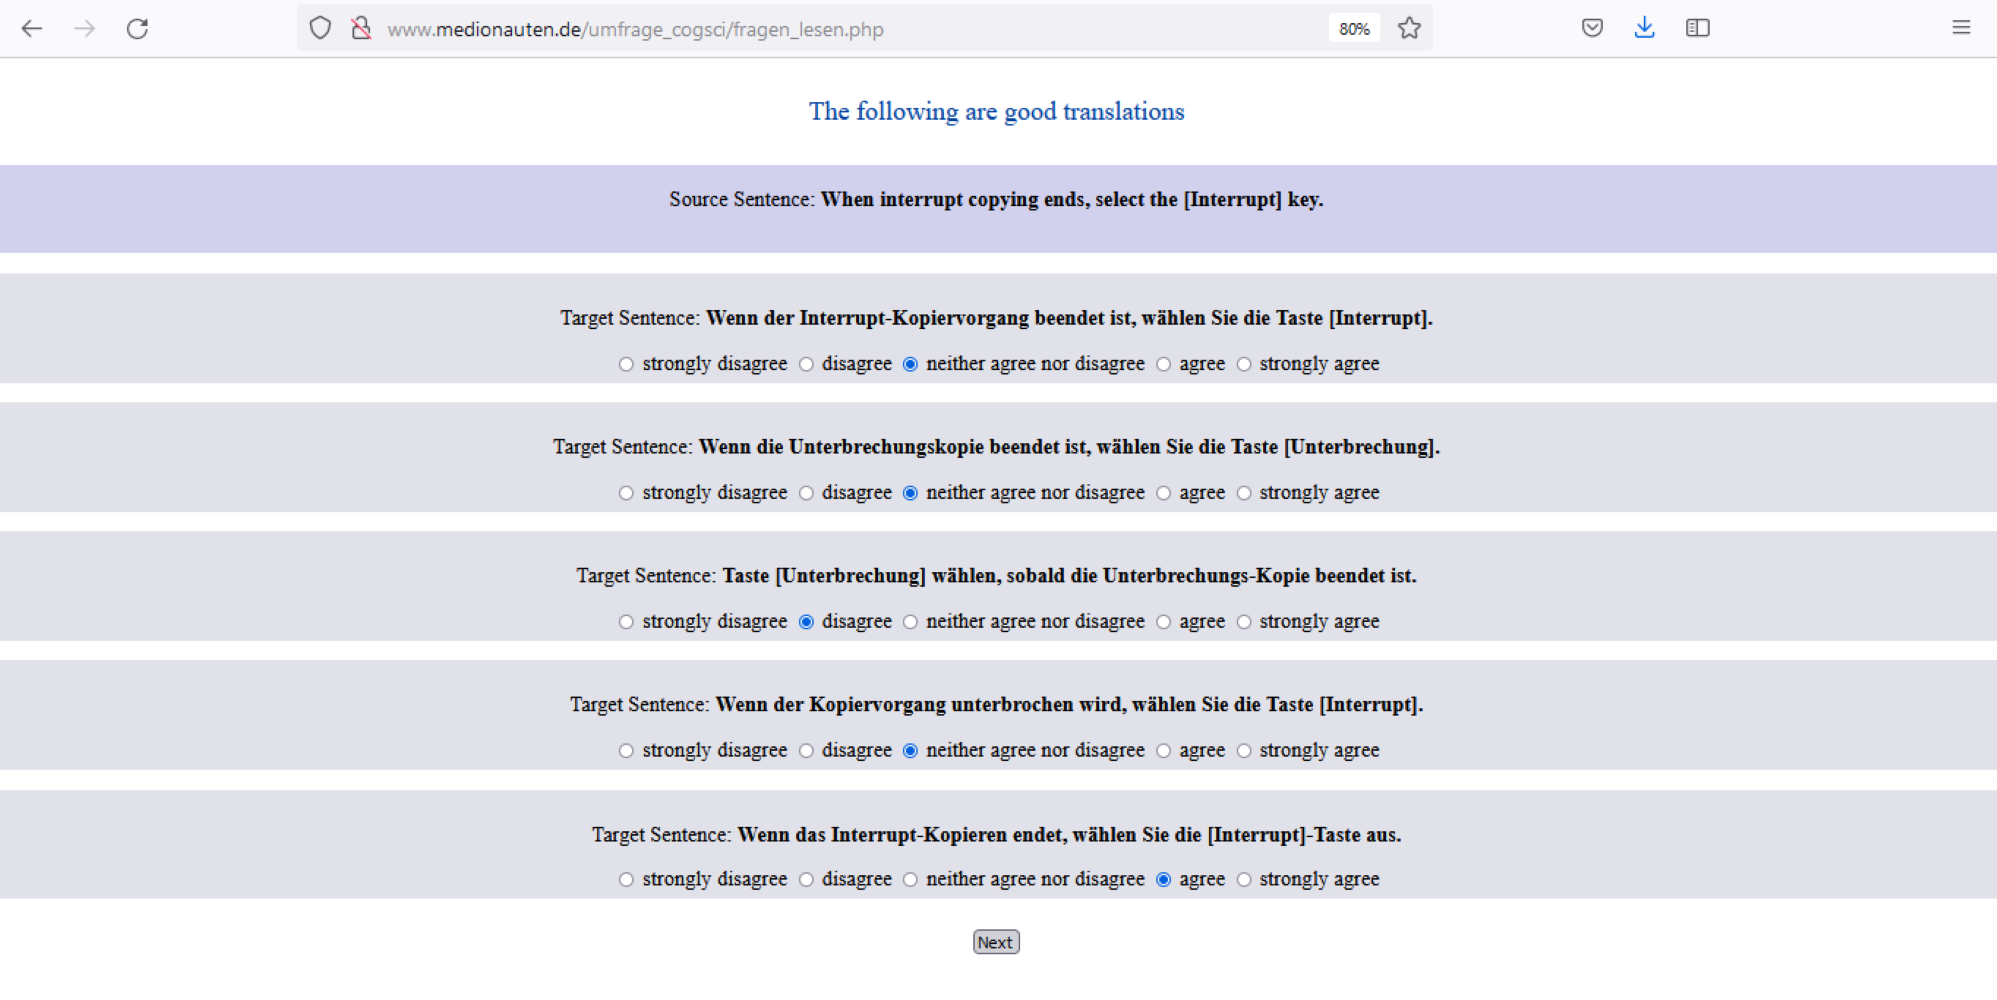 www.medionauten.de/umfrage_cogsci/fragen_lesen.php 80%
The following are good translations
Source Sentence: When interrupt copying ends, select the [Interrupt] key.
Target Sentence: Wenn der Interrupt-Kopiervorgang beendet ist, wählen Sie die Taste [Interrupt].
strongly disagree disagree neither agree nor disagree agree strongly agree
Target Sentence: Wenn die Unterbrechungskopie beendet ist, wählen Sie die Taste [Unterbrechung].
strongly disagree disagree neither agree nor disagree agree strongly agree
Target Sentence: Taste [Unterbrechung] wählen, sobald die Unterbrechungs-Kopie beendet ist.
strongly disagree disagree neither agree nor disagree agree strongly agree
Target Sentence: Wenn der Kopiervorgang unterbrochen wird, wählen Sie die Taste [Interrupt].
strongly disagree disagree neither agree nor disagree agree strongly agree
Target Sentence: Wenn das Interrupt-Kopieren endet, wählen Sie die [Interrupt]-Taste aus.
strongly disagree disagree neither agree nor disagree agree strongly agree
Next